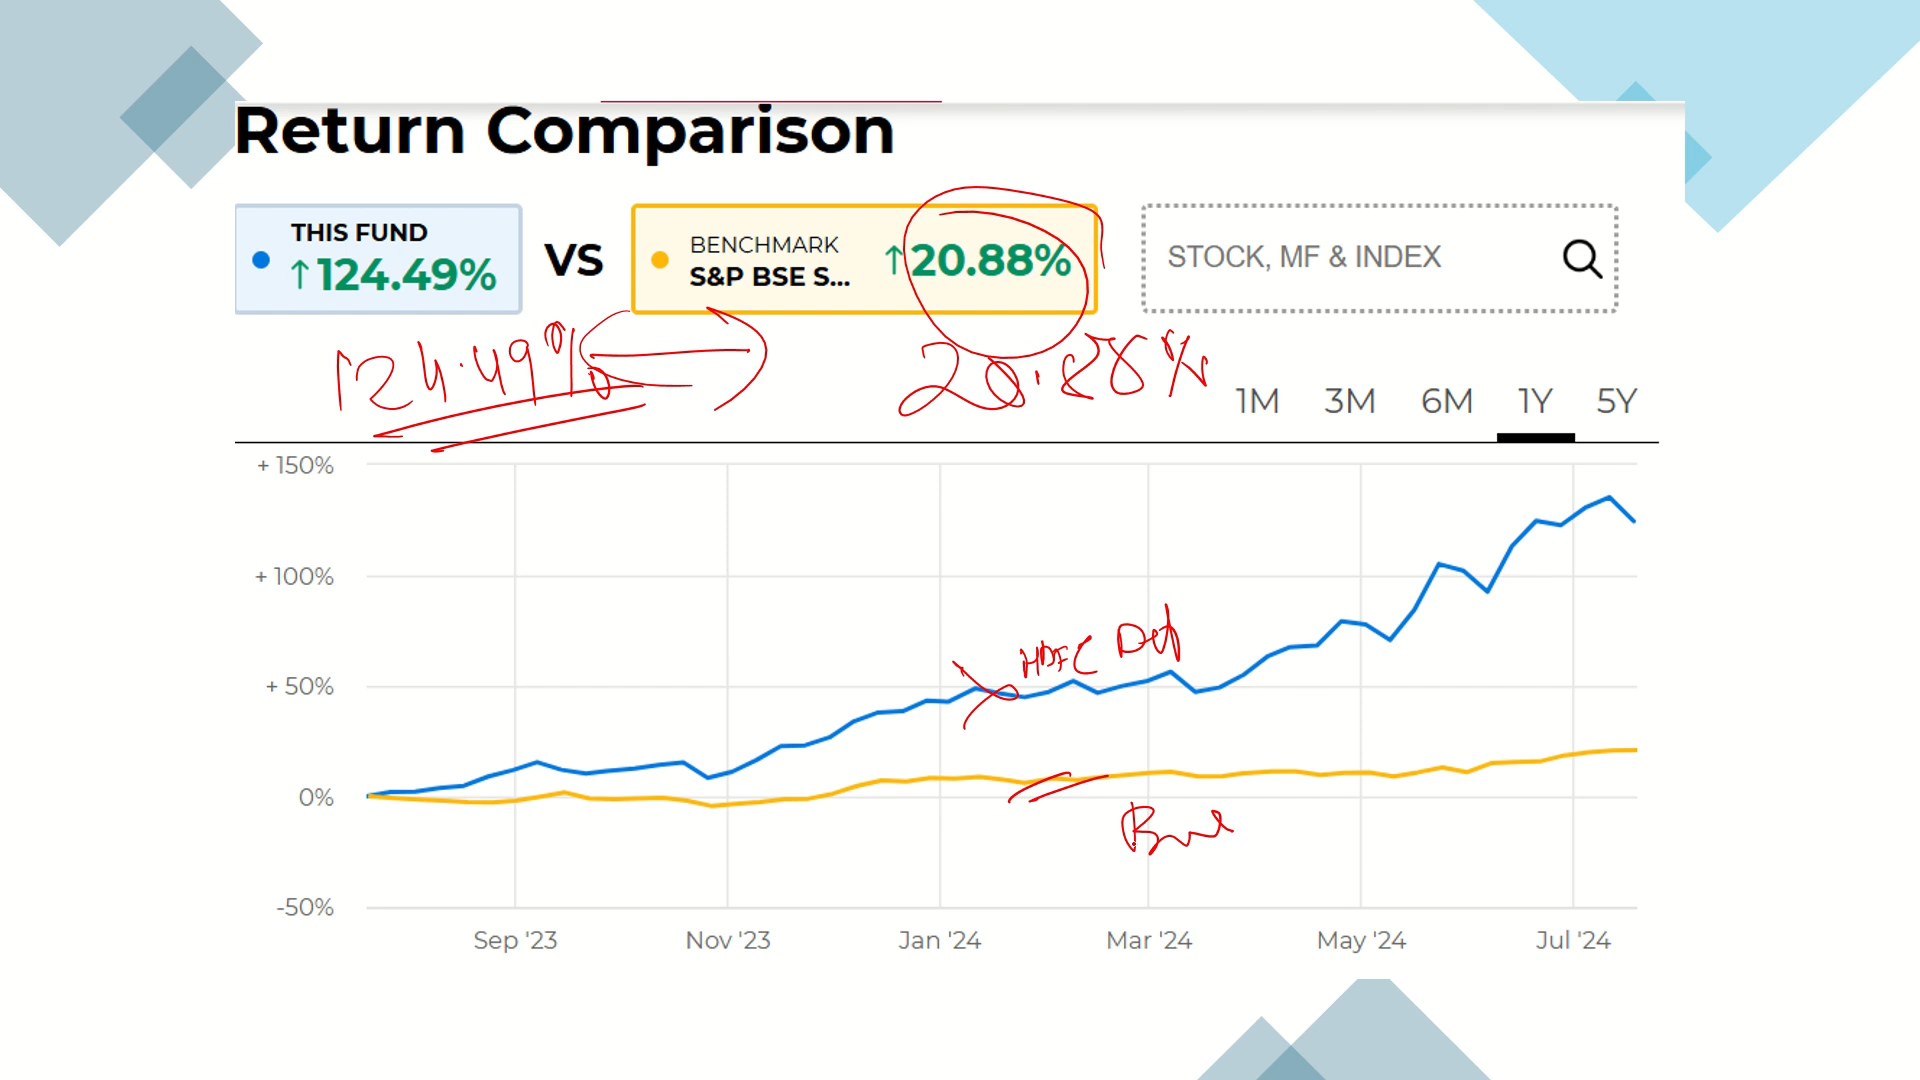 Return Comparison
THIS FUND
↑124.49%
VS
BENCHMARK
S&P BSE S...
↑20.88%
STOCK, MF & INDEX
124.49%
20.88%
1M 3M 6M 1Y 5Y
+ 150%
+ 100%
+ 50%
0%
-50%
HDFC Def
Sep '23 Nov '23 Jan '24 Mar '24 May '24 Jul '24